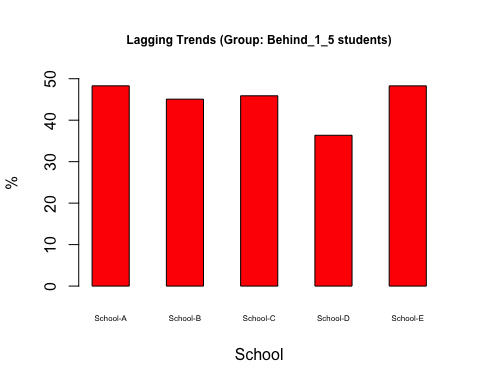 Lagging Trends (Group: Behind_1_5 students)
50
40
30
20
10
0
%
School-A School-B School-C School-D School-E
School